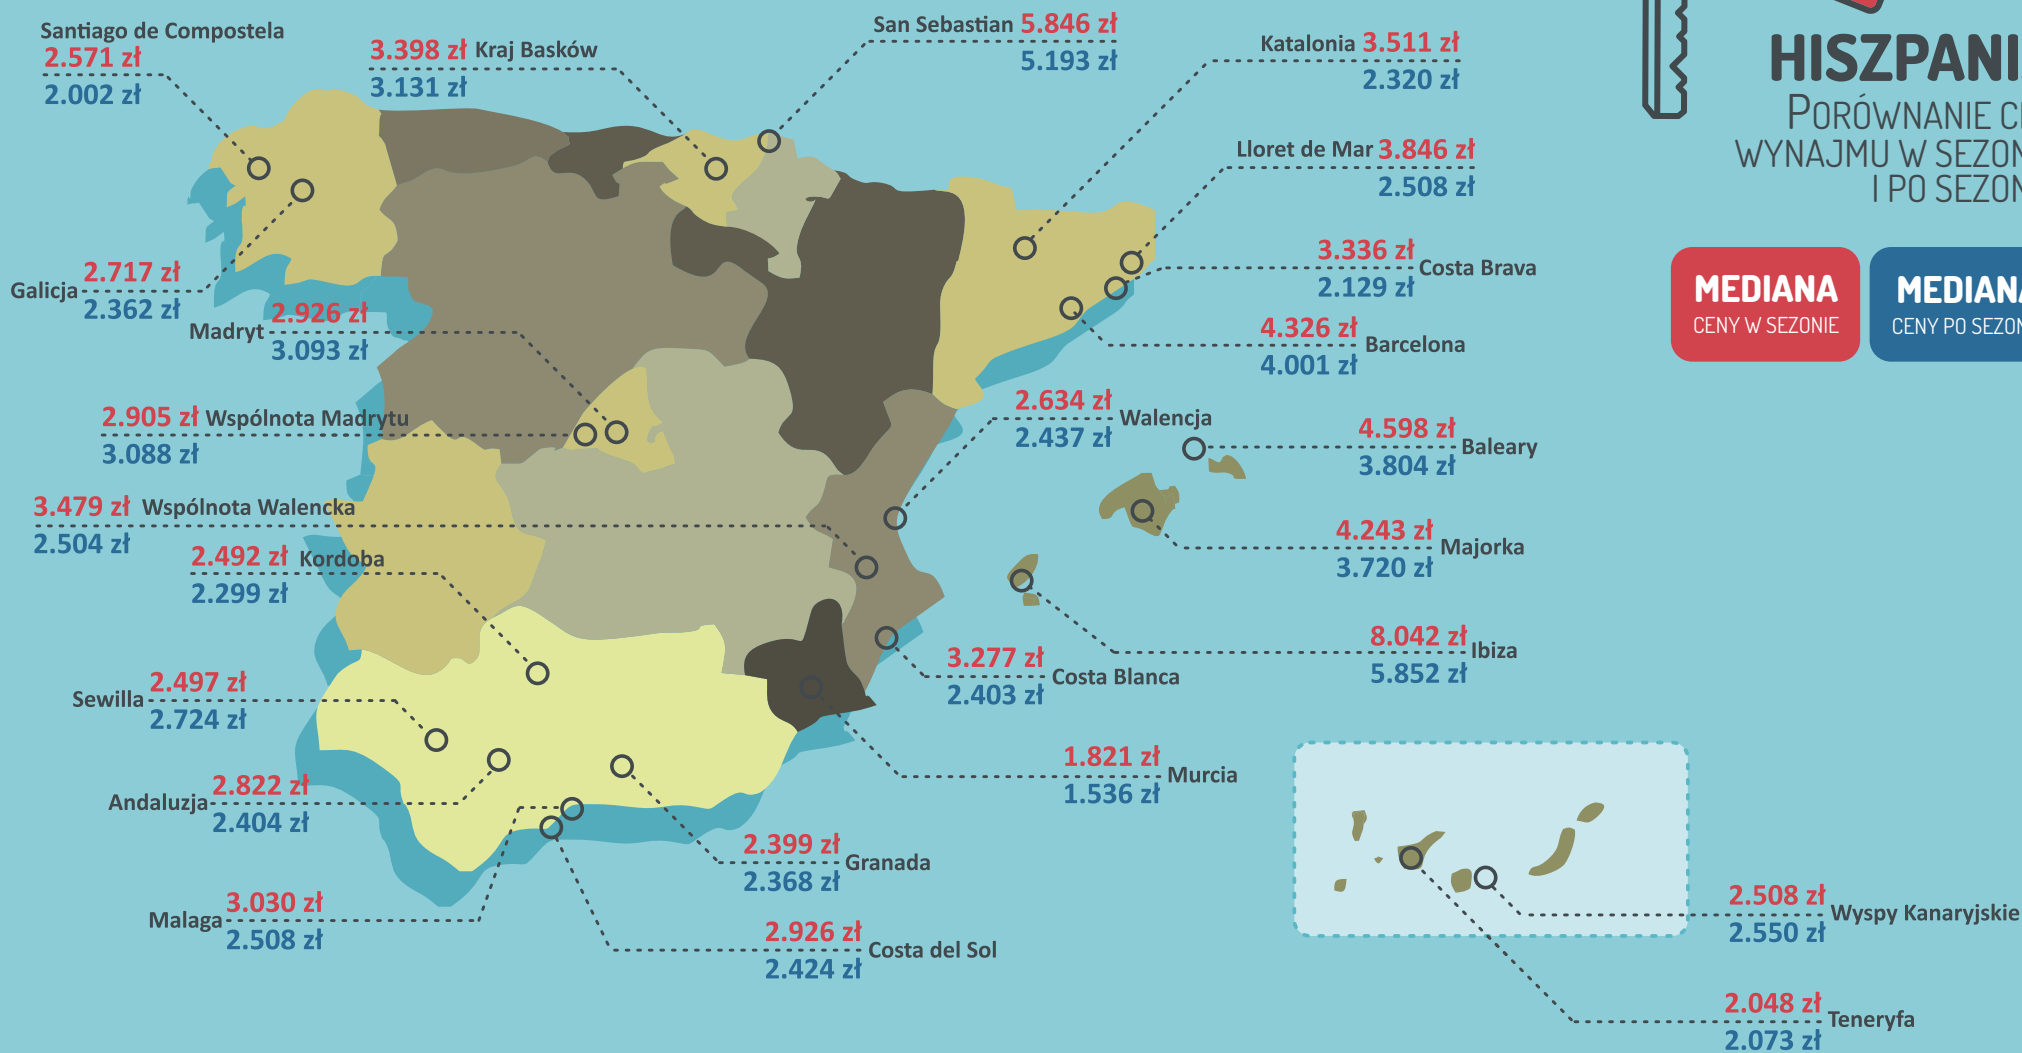 Santiago de Compostela
2.571 zł
2.002 zł
3.398 zł Kraj Basków
3.131 zł
San Sebastian 5.846 zł
5.193 zł
Katalonia 3.511 zł
2.320 zł
HISZPANI
PORÓWNANIE
WYNAJMU W SEZON
I PO SEZON
Lloret de Mar 3.846 zł
2.508 zł
3.336 zł
Costa Brava
2.129 zł
MEDIANA
CENY W SEZONIE
MEDIANA
CENY PO SEZON
Galicja
2.717 zł
2.362 zł
Madryt
2.926 zł
3.093 zł
4.326 zł
Barcelona
4.001 zł
2.905 zł Wspólnota Madrytu
3.088 zł
2.634 zł
Walencja
2.437 zł
4.598 zł
Baleary
3.804 zł
3.479 zł Wspólnota Walencka
2.504 zł
4.243 zł
Majorka
3.720 zł
2.492 zł Kordoba
2.299 zł
8.042 zł
Ibiza
5.852 zł
3.277 zł
Costa Blanca
2.403 zł
Sewilla
2.497 zł
2.724 zł
1.821 zł
Murcia
1.536 zł
Andaluzja
2.822 zł
2.404 zł
2.399 zł
Granada
2.368 zł
Malaga
3.030 zł
2.508 zł
2.926 zł
Costa del Sol
2.424 zł
2.508 zł
Wyspy Kanaryjskie
2.550 zł
2.048 zł
Teneryfa
2.073 zł